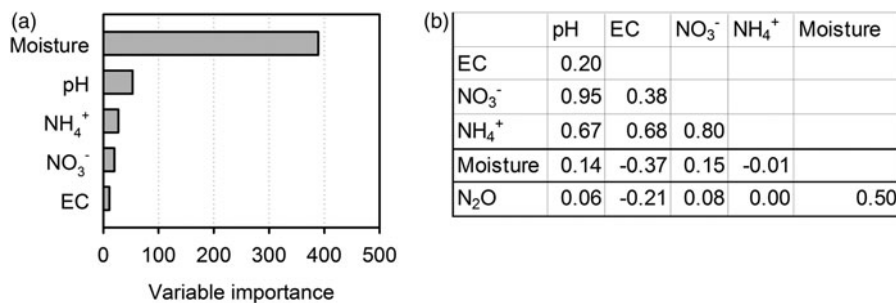 (a)
Moisture
pH
NH₄⁺
NO₃⁻
EC
0 100 200 300 400 500
Variable importance
(b)
pH EC NO₃⁻ NH₄⁺ Moisture
EC 0.20
NO₃⁻ 0.95 0.38
NH₄⁺ 0.67 0.68 0.80
Moisture 0.14 -0.37 0.15 -0.01
N₂O 0.06 -0.21 0.08 0.00 0.50